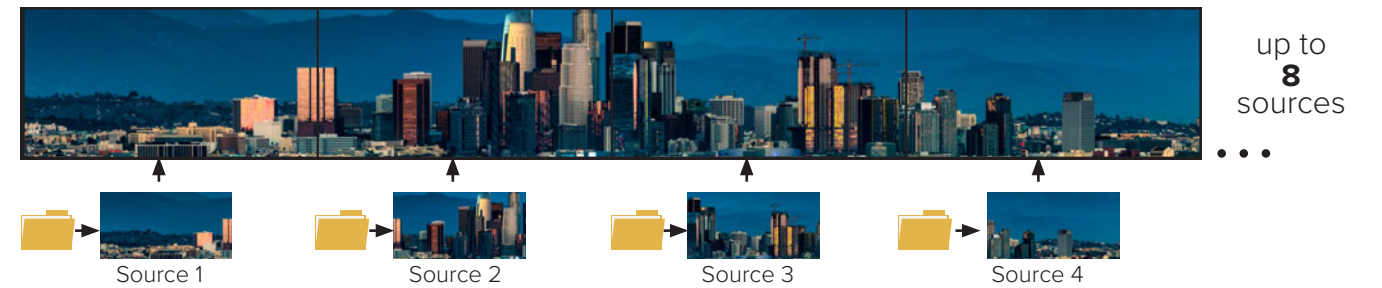 up to
8
sources
• • •
Source 1
Source 2
Source 3
Source 4